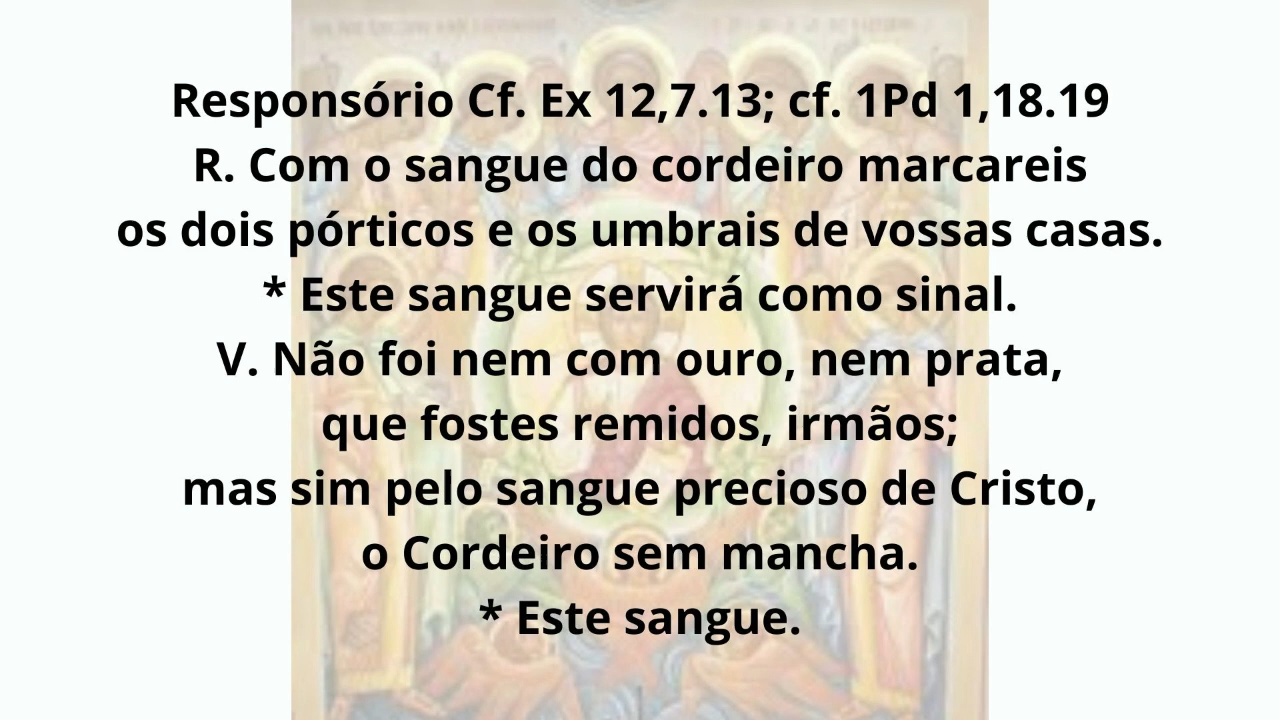 Responsório Cf. Ex 12,7.13; cf. 1Pd 1,18.19
R. Com o sangue do cordeiro marcareis
os dois pórticos e os umbrais de vossas casas.
* Este sangue servirá como sinal.
V. Não foi nem com ouro, nem prata,
que fostes remidos, irmãos;
mas sim pelo sangue precioso de Cristo,
o Cordeiro sem mancha.
* Este sangue.